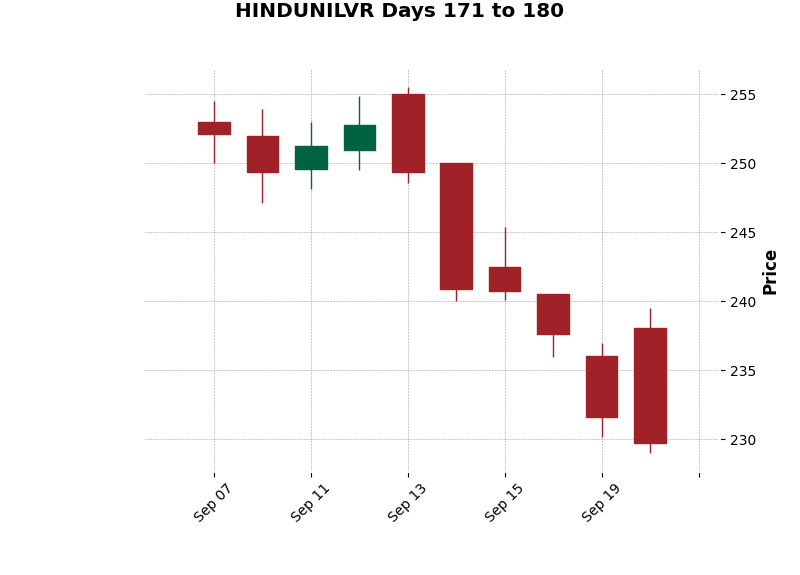 HINDUNILVR Days 171 to 180
255
250
245
240
235
230
Price
Sep 07
Sep 11
Sep 13
Sep 15
Sep 19